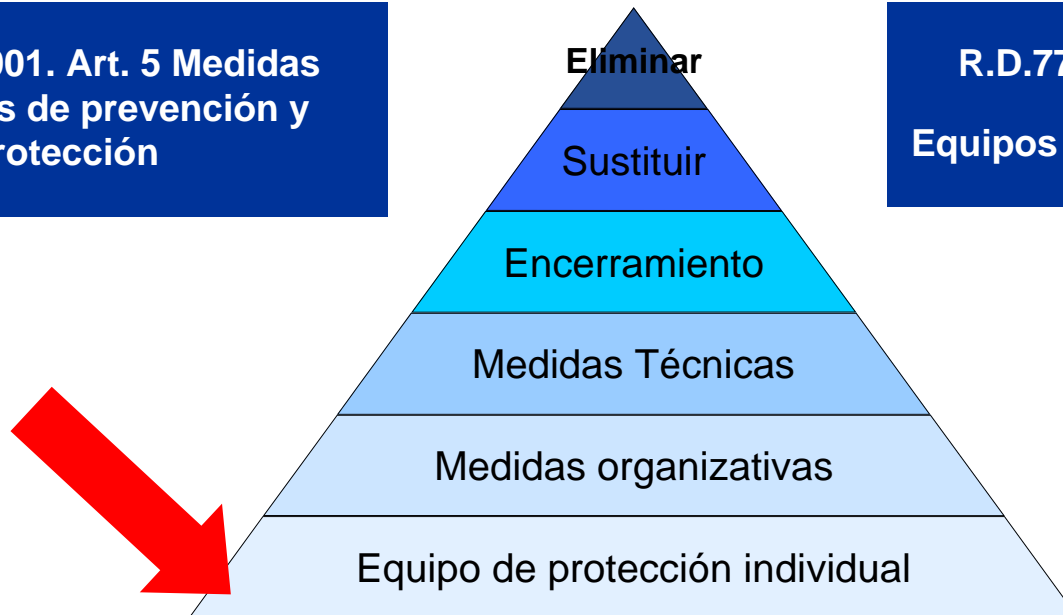 001. Art. 5 Medidas
s de prevención y
rotección
Eliminar
R.D.77
Equipos
Sustituir
Encerramiento
Medidas Técnicas
Medidas organizativas
Equipo de protección individual